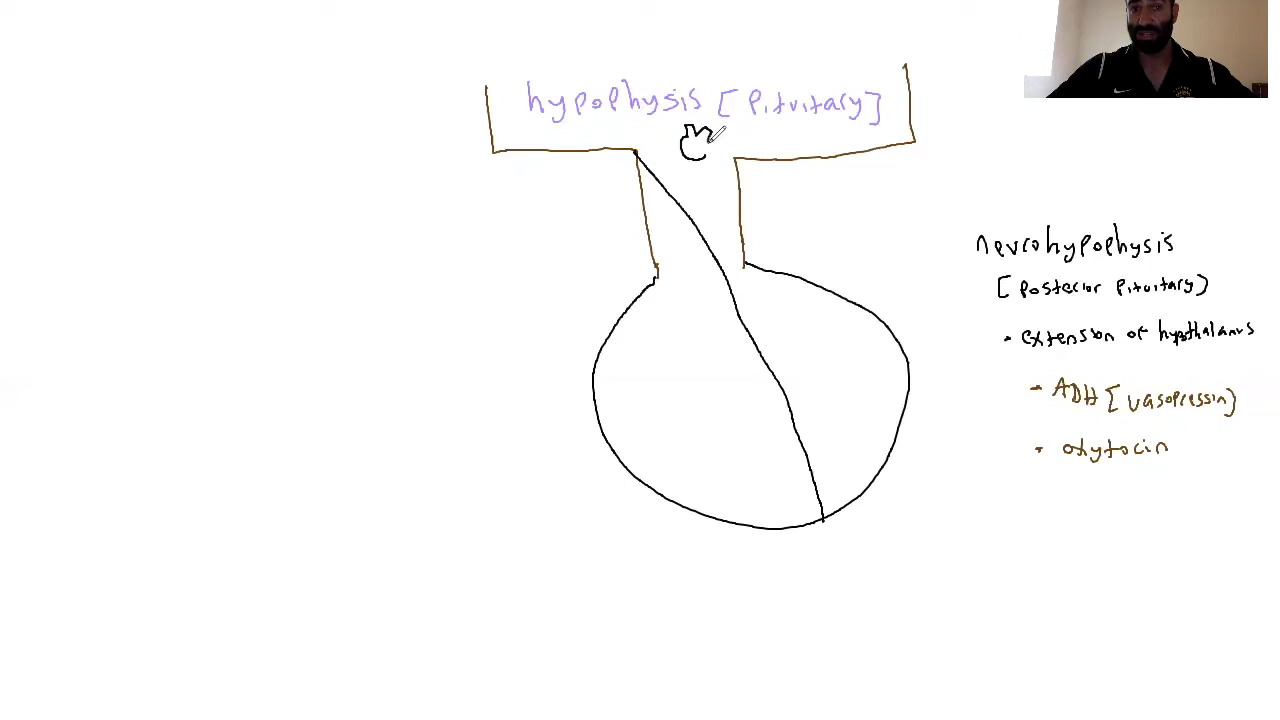 hypophysis [Pituitary]
neurohypophysis
[Posterior Pituitary]
• extension of hypothalamus
- ADH [vasopressin]
- oxytocin